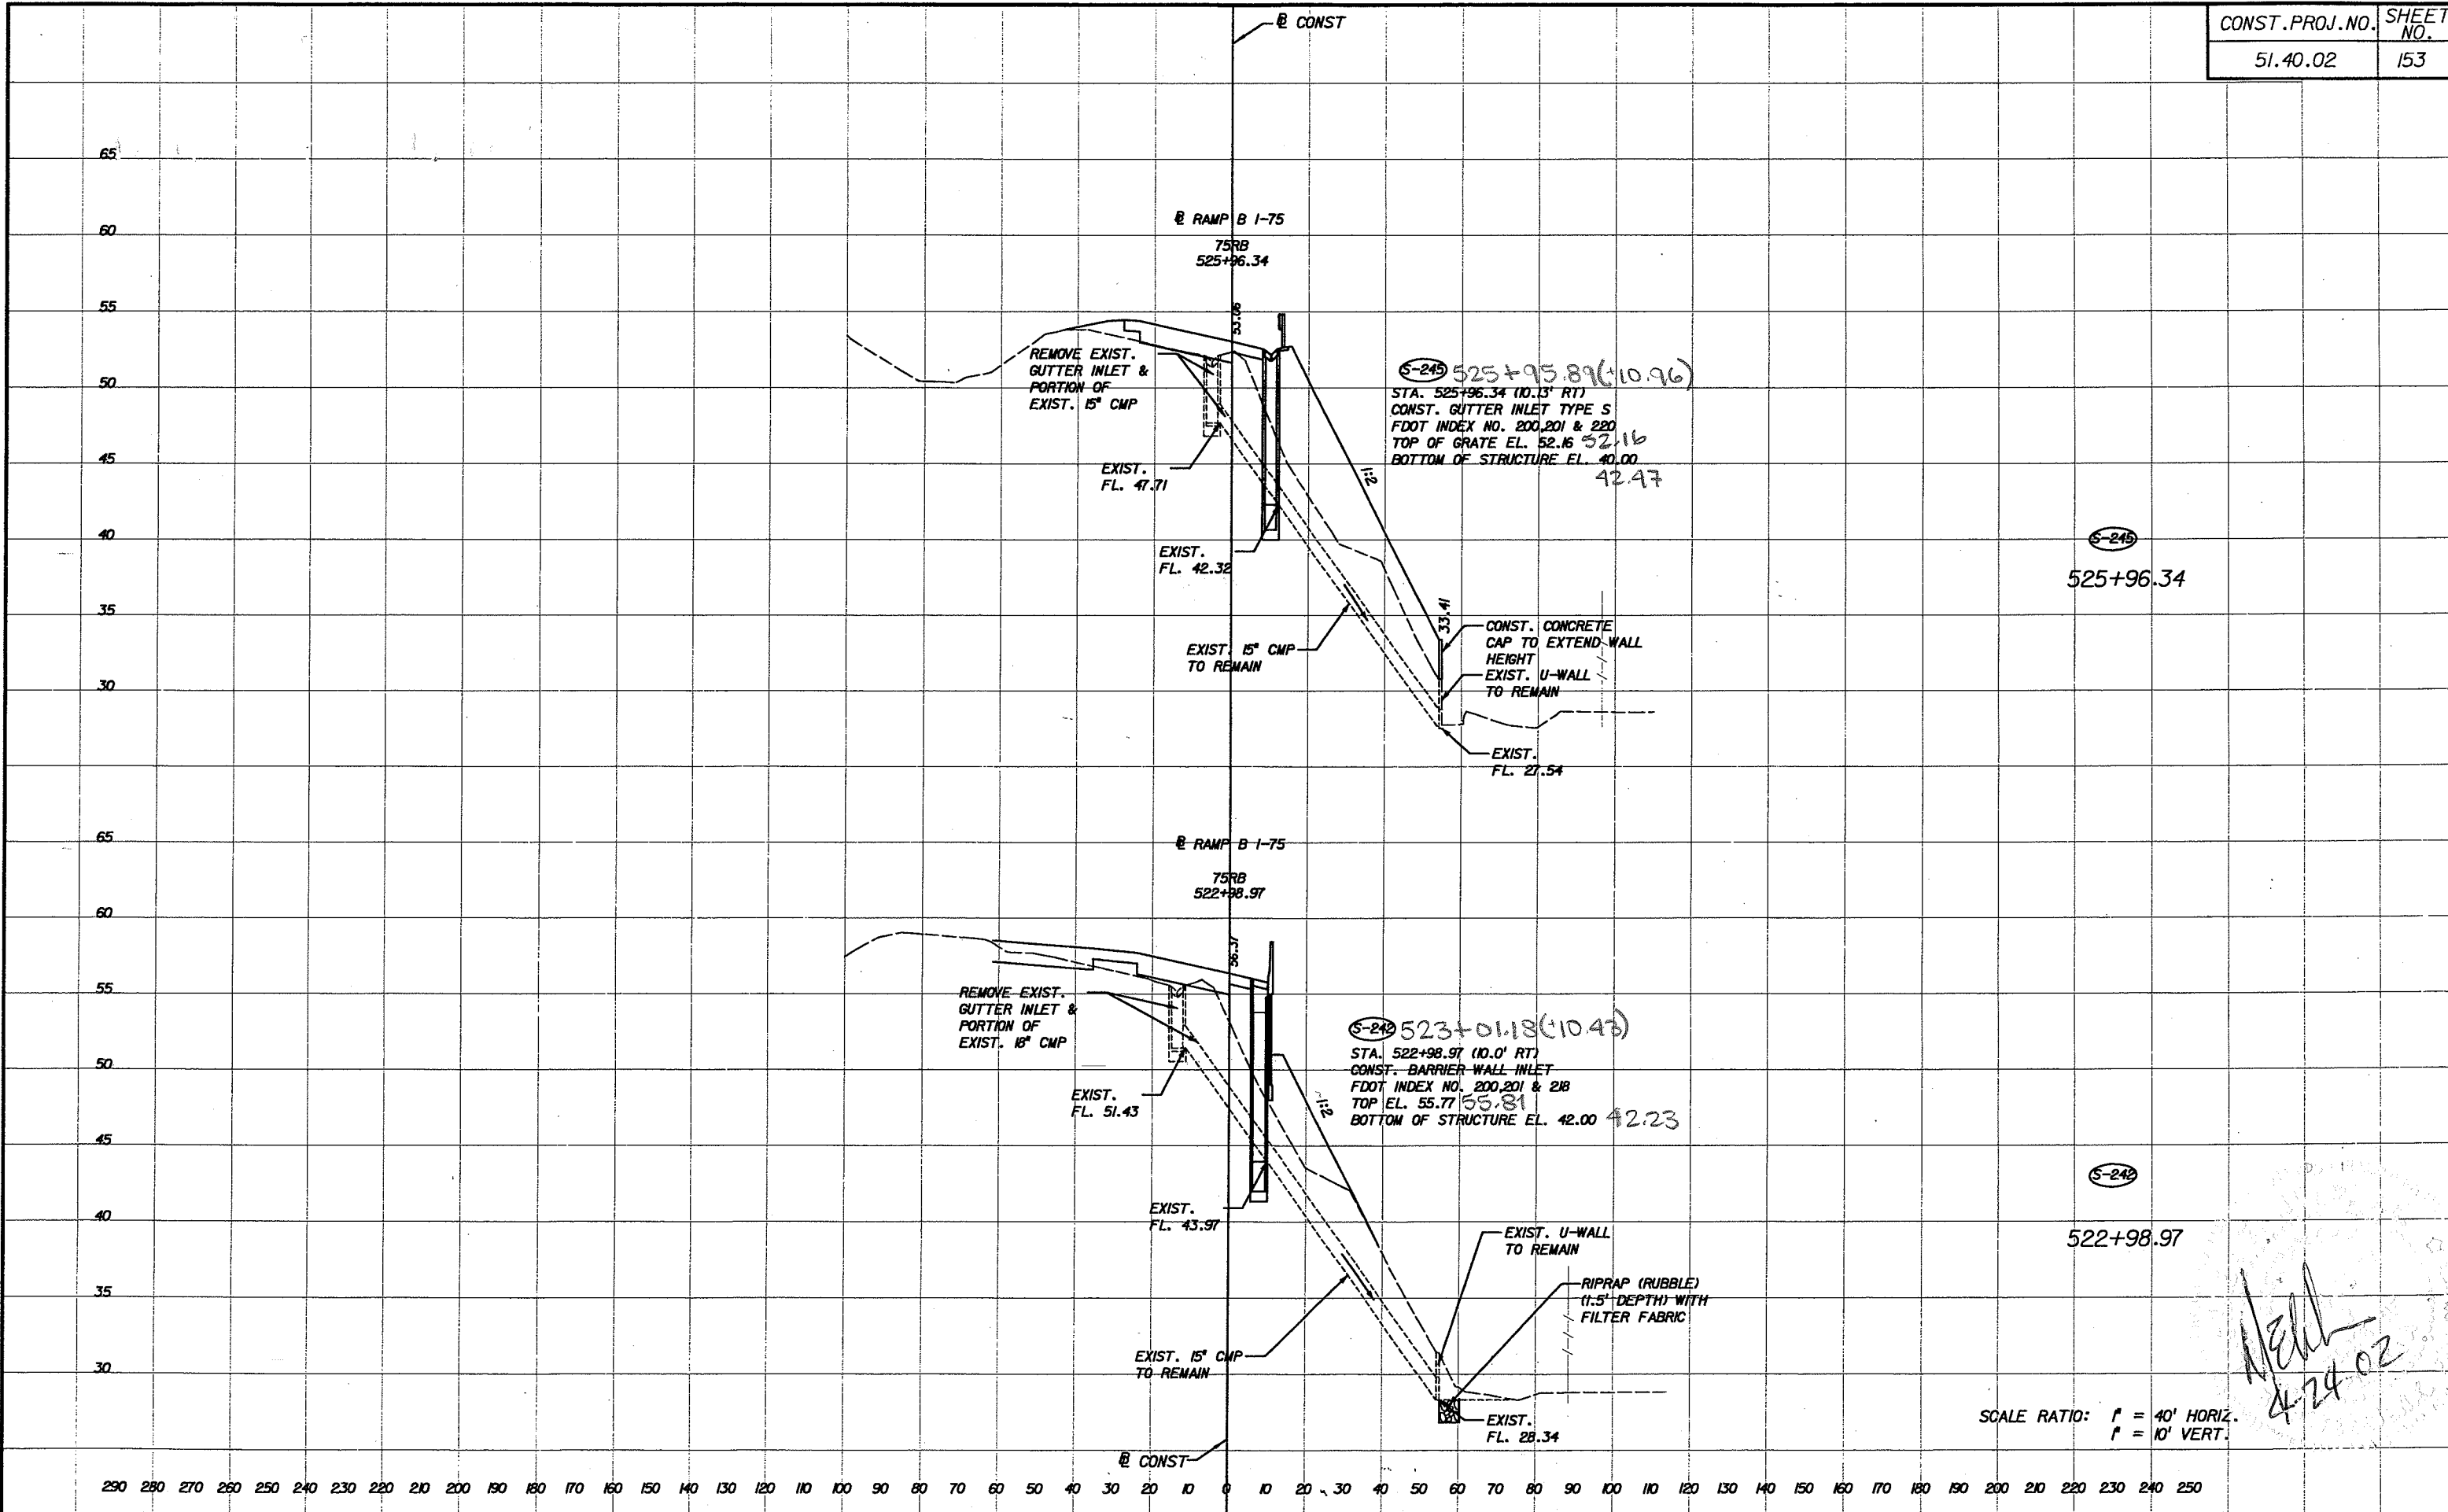 CONST.PROJ.NO. SHEET NO.
51.40.02 153
℄ CONST
65
60
55
50
45
40
35
30
℄ RAMP B I-75
75RB
525+96.34
53.06
REMOVE EXIST.
GUTTER INLET &
PORTION OF
EXIST. 15" CMP
EXIST.
FL. 47.71
EXIST.
FL. 42.32
EXIST. 15" CMP
TO REMAIN
1:2
33.41
S-245 525+95.89(+10.96)
STA. 525+96.34 (10.13' RT)
CONST. GUTTER INLET TYPE S
FDOT INDEX NO. 200,201 & 220
TOP OF GRATE EL. 52.16 52.16
BOTTOM OF STRUCTURE EL. 40.00
42.47
CONST. CONCRETE
CAP TO EXTEND WALL
HEIGHT
EXIST. U-WALL
TO REMAIN
EXIST.
FL. 27.54
S-245
525+96.34
65
60
55
50
45
40
35
30
℄ RAMP B I-75
75RB
522+98.97
56.37
REMOVE EXIST.
GUTTER INLET &
PORTION OF
EXIST. 18" CMP
EXIST.
FL. 51.43
EXIST.
FL. 43.97
EXIST. 15" CMP
TO REMAIN
1:2
S-242 523+01.18(+10.43)
STA. 522+98.97 (10.0' RT)
CONST. BARRIER WALL INLET
FDOT INDEX NO. 200,201 & 218
TOP EL. 55.77 55.81
BOTTOM OF STRUCTURE EL. 42.00 42.23
EXIST. U-WALL
TO REMAIN
RIPRAP (RUBBLE)
(1.5' DEPTH) WITH
FILTER FABRIC
EXIST.
FL. 28.34
S-242
522+98.97
4-24-02
SCALE RATIO: 1" = 40' HORIZ.
1" = 10' VERT.
℄ CONST
290 280 270 260 250 240 230 220 210 200 190 180 170 160 150 140 130 120 110 100 90 80 70 60 50 40 30 20 10 0 10 20 30 40 50 60 70 80 90 100 110 120 130 140 150 160 170 180 190 200 210 220 230 240 250